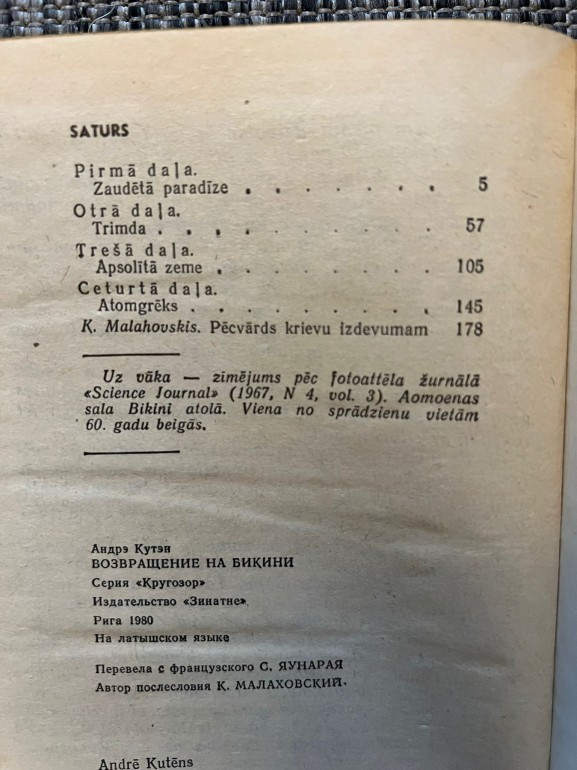 SATURS
Pirmā daļa.
Zaudētā paradīze . . . . . . . 5
Otrā daļa.
Trimda . . . . . . . . . . 57
Trešā daļa.
Apsolītā zeme . . . . . . . . 105
Ceturtā daļa.
Atomgrēks . . . . . . . . . 145
K. Malahovskis. Pēcvārds krievu izdevumam 178
Uz vāka — zīmējums pēc fotoattēla žurnālā
«Science Journal» (1967, N 4, vol. 3). Aomoenas
sala Bikini atolā. Viena no sprādzienu vietām
60. gadu beigās.
Андрэ Кутэн
ВОЗВРАЩЕНИЕ НА БИКИНИ
Серия «Кругозор»
Издательство «Зинатне»
Рига 1980
На латышском языке
Перевела с французского С. ЯУНАРАЯ
Автор послесловия К. МАЛАХОВСКИЙ.
Andrē Kutēns